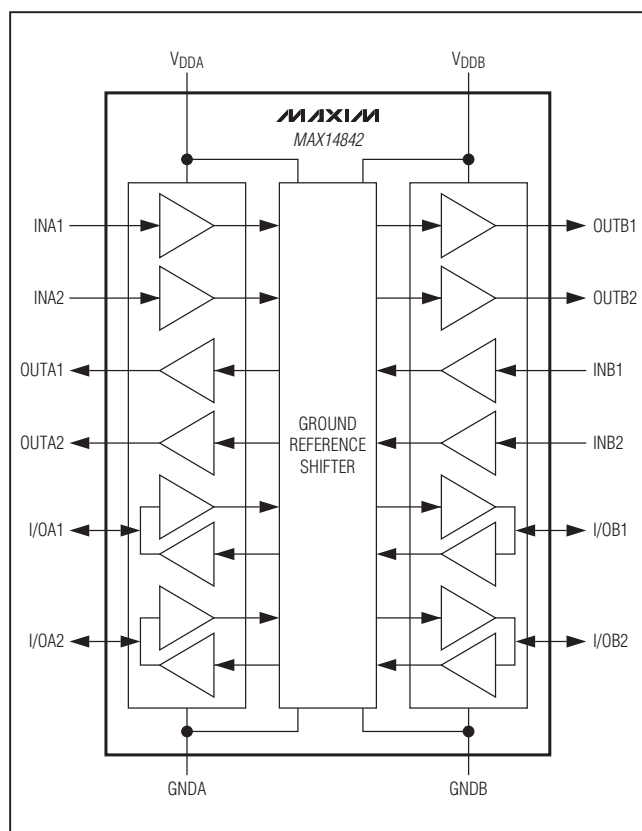 VDDA
VDDB
MAXIM
MAX14842
INA1
OUTB1
INA2
OUTB2
OUTA1
INB1
OUTA2
INB2
GROUND
REFERENCE
SHIFTER
I/OA1
I/OB1
I/OA2
I/OB2
GNDA
GNDB